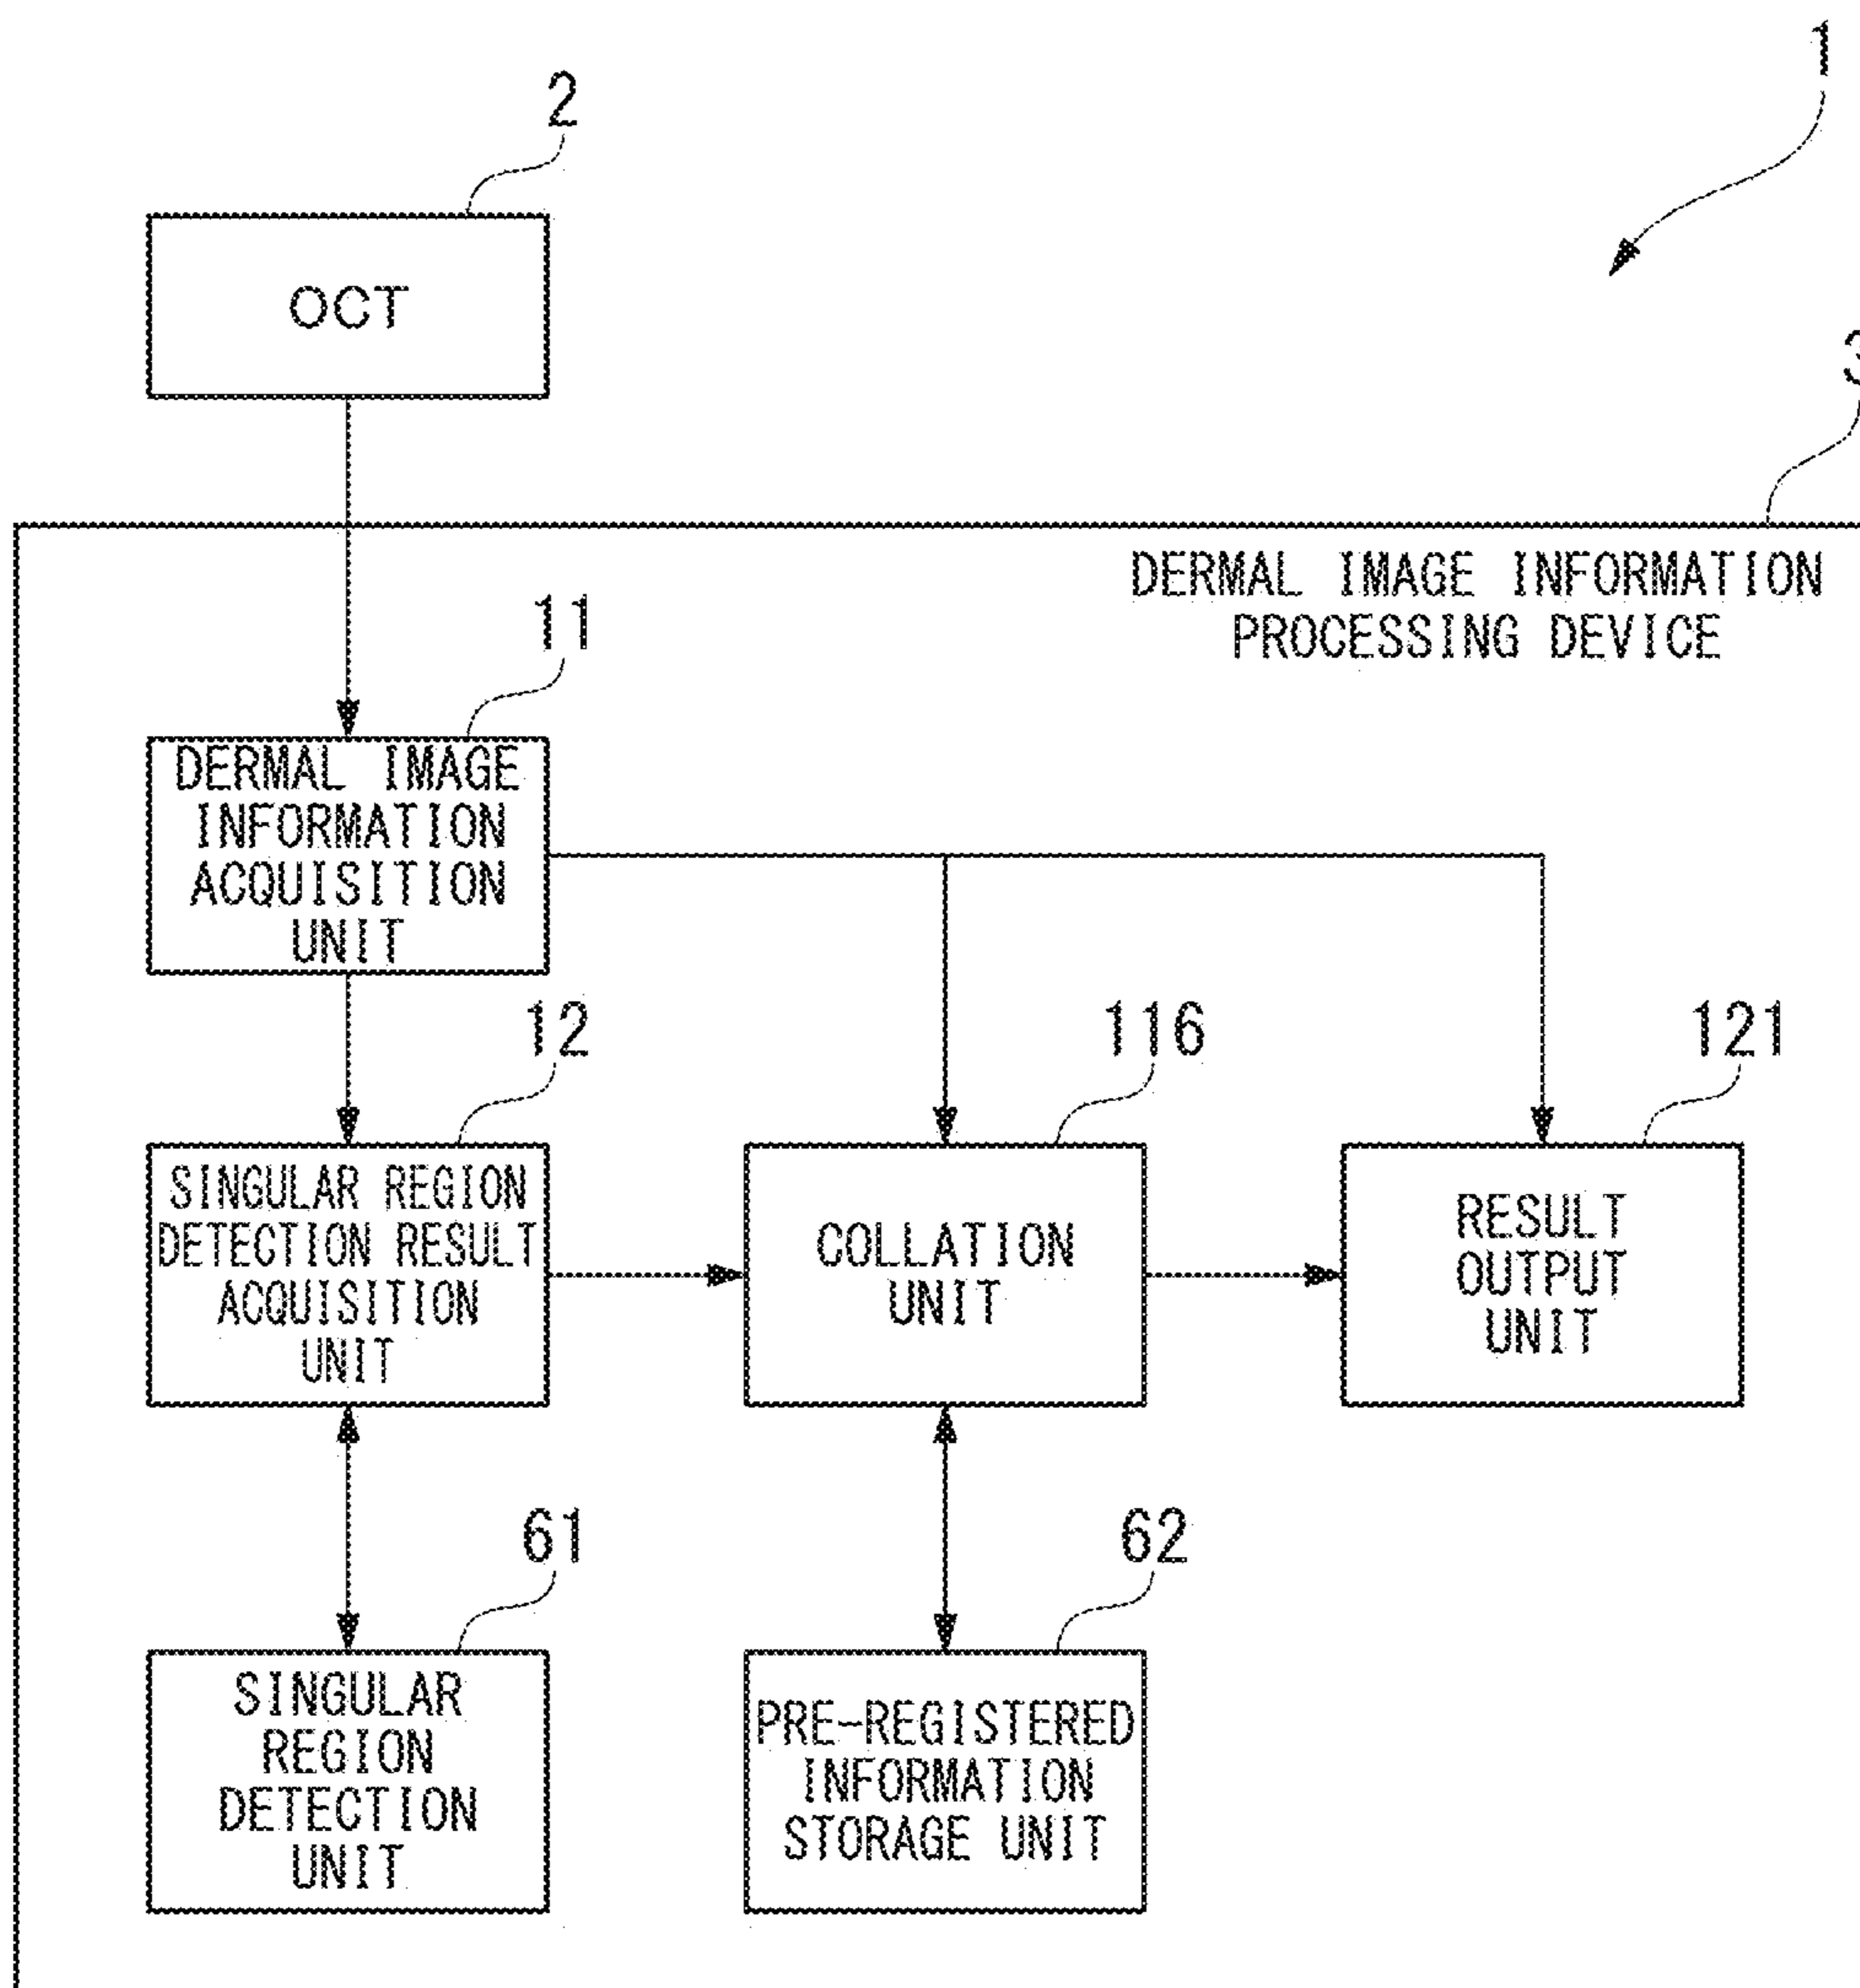 1
2
OCT
3
DERMAL IMAGE INFORMATION
PROCESSING DEVICE
11
DERMAL IMAGE
INFORMATION
ACQUISITION
UNIT
12
116
121
SINGULAR REGION
DETECTION RESULT
ACQUISITION
UNIT
COLLATION
UNIT
RESULT
OUTPUT
UNIT
61
62
SINGULAR
REGION
DETECTION
UNIT
PRE-REGISTERED
INFORMATION
STORAGE UNIT